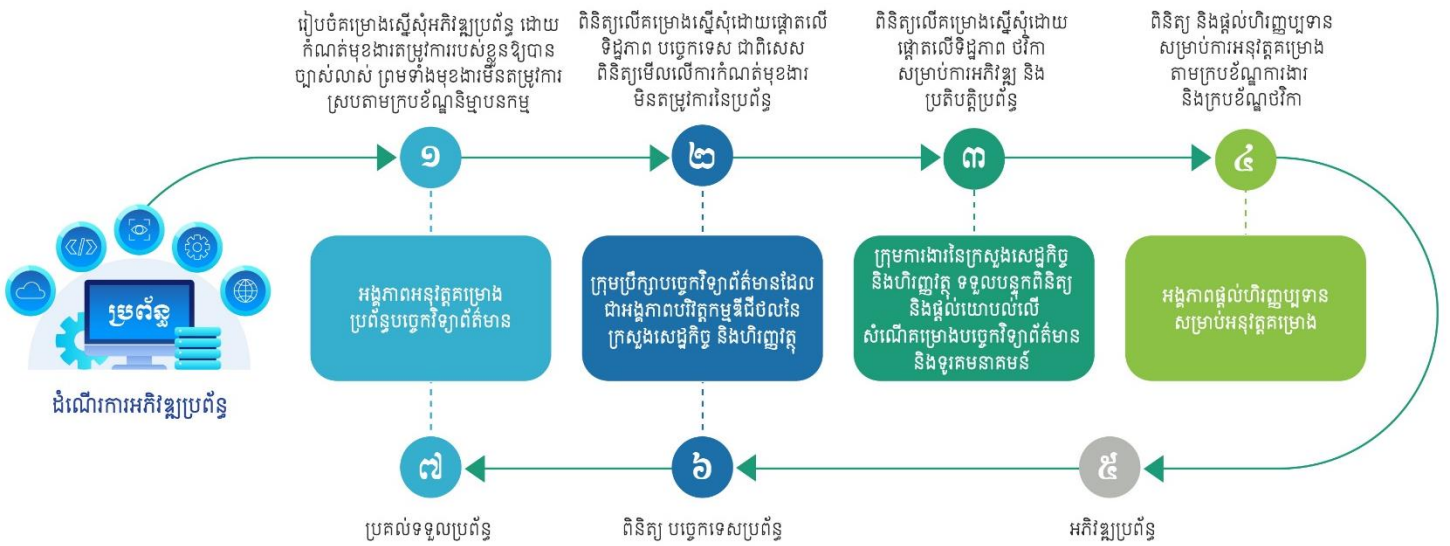 រៀបចំគម្រោងស្នើសុំអភិវឌ្ឍប្រព័ន្ធ ដោយ
កំណត់មុខងារតម្រូវការរបស់ខ្លួនឱ្យបាន
ច្បាស់លាស់ ព្រមទាំងមុខងារមិនតម្រូវការ
ស្របតាមក្របខ័ណ្ឌនិម្មាបនកម្ម
ពិនិត្យលើគម្រោងស្នើសុំដោយផ្តោតលើ
ទិដ្ឋភាព បច្ចេកទេស ជាពិសេស
ពិនិត្យមើលលើការកំណត់មុខងារ
មិនតម្រូវការនៃប្រព័ន្ធ
ពិនិត្យលើគម្រោងស្នើសុំដោយ
ផ្តោតលើទិដ្ឋភាព ថវិកា
សម្រាប់ការអភិវឌ្ឍ និង
ប្រតិបត្តិប្រព័ន្ធ
ពិនិត្យ និងផ្តល់ហិរញ្ញប្បទាន
សម្រាប់ការអនុវត្តគម្រោង
តាមក្របខ័ណ្ឌការងារ
និងក្របខ័ណ្ឌថវិកា
១
២
៣
៤
ប្រព័ន្ធ
ដំណើរការអភិវឌ្ឍប្រព័ន្ធ
អង្គភាពអនុវត្តគម្រោង
ប្រព័ន្ធបច្ចេកវិទ្យាព័ត៌មាន
ក្រុមប្រឹក្សាបច្ចេកវិទ្យាព័ត៌មានដែល
ជាអង្គភាពបរិវត្តកម្មឌីជីថលនៃ
ក្រសួងសេដ្ឋកិច្ច និងហិរញ្ញវត្ថុ
ក្រុមការងារនៃក្រសួងសេដ្ឋកិច្ច
និងហិរញ្ញវត្ថុ ទទួលបន្ទុកពិនិត្យ
និងផ្តល់យោបល់លើ
សំណើគម្រោងបច្ចេកវិទ្យាព័ត៌មាន
និងទូរគមនាគមន៍
អង្គភាពផ្តល់ហិរញ្ញប្បទាន
សម្រាប់អនុវត្តគម្រោង
៧
៦
៥
ប្រគល់ទទួលប្រព័ន្ធ
ពិនិត្យ បច្ចេកទេសប្រព័ន្ធ
អភិវឌ្ឍប្រព័ន្ធ